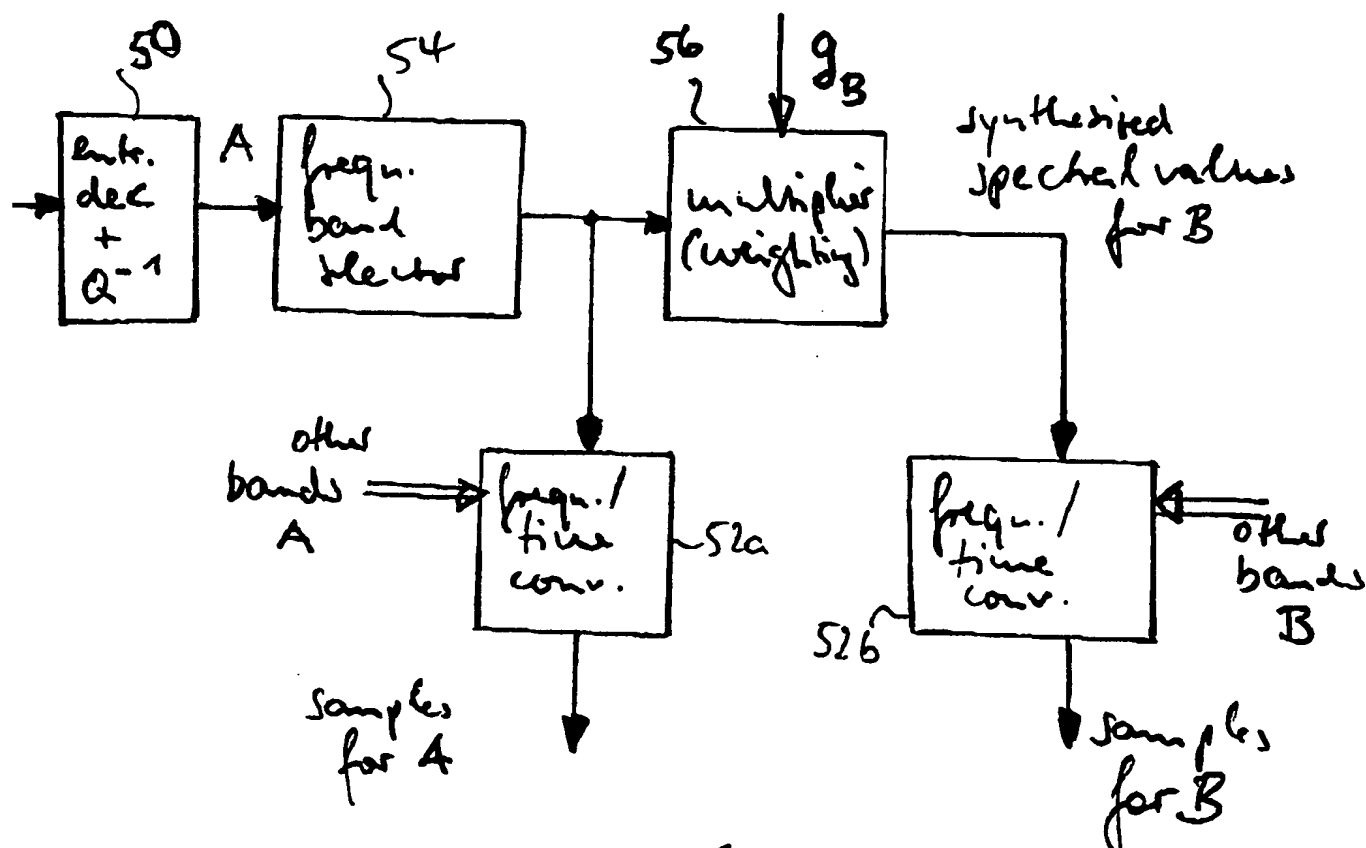 50
entr.
dec
+
Q⁻¹
A
54
frequ.
band
selector
56
g_B
multiplier
(weighting)
synthesized
spectral values
for B
other
bands
A
frequ./
time
conv.
52a
samples
for A
frequ./
time
conv.
52b
other
bands
B
samples
for B